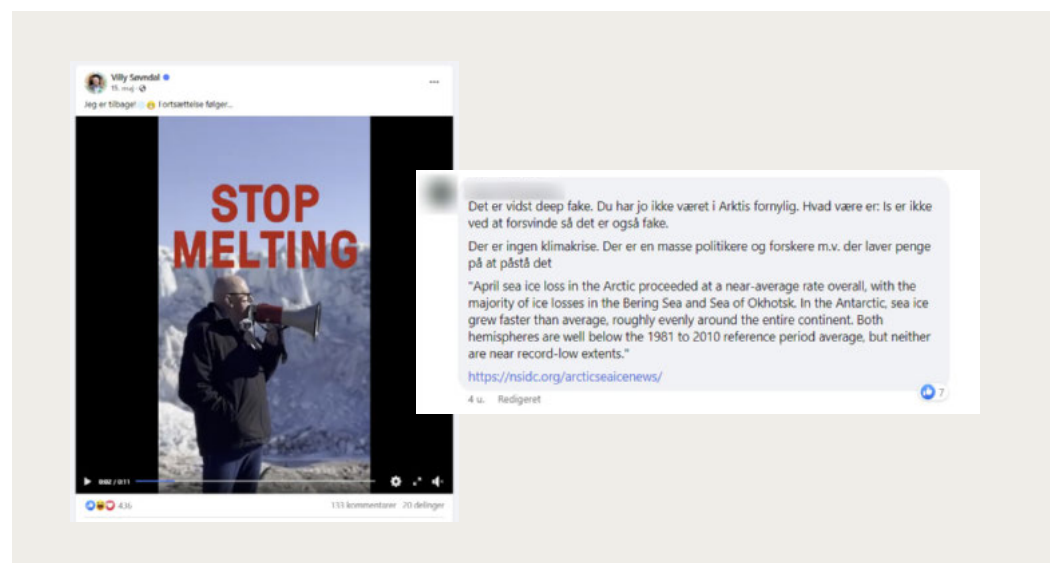 Villy Søvndal
15. maj
Jeg er tilbage! Fortsættelse følger...
STOP
MELTING
0:02 / 0:11
436
133 kommentarer 20 delinger
Det er vidst deep fake. Du har jo ikke været i Arktis fornylig. Hvad være er: Is er ikke
ved at forsvinde så det er også fake.
Der er ingen klimakrise. Der er en masse politikere og forskere m.v. der laver penge
på at påstå det
"April sea ice loss in the Arctic proceeded at a near-average rate overall, with the
majority of ice losses in the Bering Sea and Sea of Okhotsk. In the Antarctic, sea ice
grew faster than average, roughly evenly around the entire continent. Both
hemispheres are well below the 1981 to 2010 reference period average, but neither
are near record-low extents."
https://nsidc.org/arcticseaicenews/
4 u. Redigeret
7